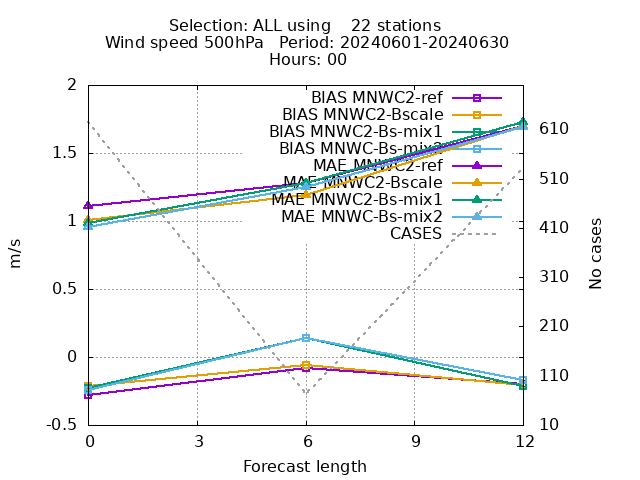 Selection: ALL using    22 stations
Wind speed 500hPa   Period: 20240601-20240630
Hours: 00
BIAS MNWC2-ref
BIAS MNWC2-Bscale
BIAS MNWC2-Bs-mix1
BIAS MNWC-Bs-mix2
MAE MNWC2-ref
MAE MNWC2-Bscale
MAE MNWC2-Bs-mix1
MAE MNWC-Bs-mix2
CASES
2
1.5
1
0.5
0
-0.5
m/s
610
510
410
310
210
110
10
No cases
0 3 6 9 12
Forecast length